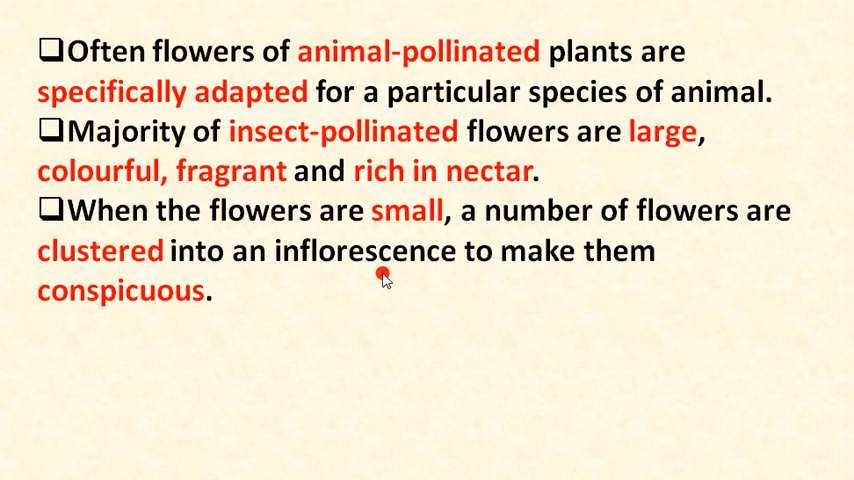 ❑Often flowers of animal-pollinated plants are
specifically adapted for a particular species of animal.
❑Majority of insect-pollinated flowers are large,
colourful, fragrant and rich in nectar.
❑When the flowers are small, a number of flowers are
clustered into an inflorescence to make them
conspicuous.